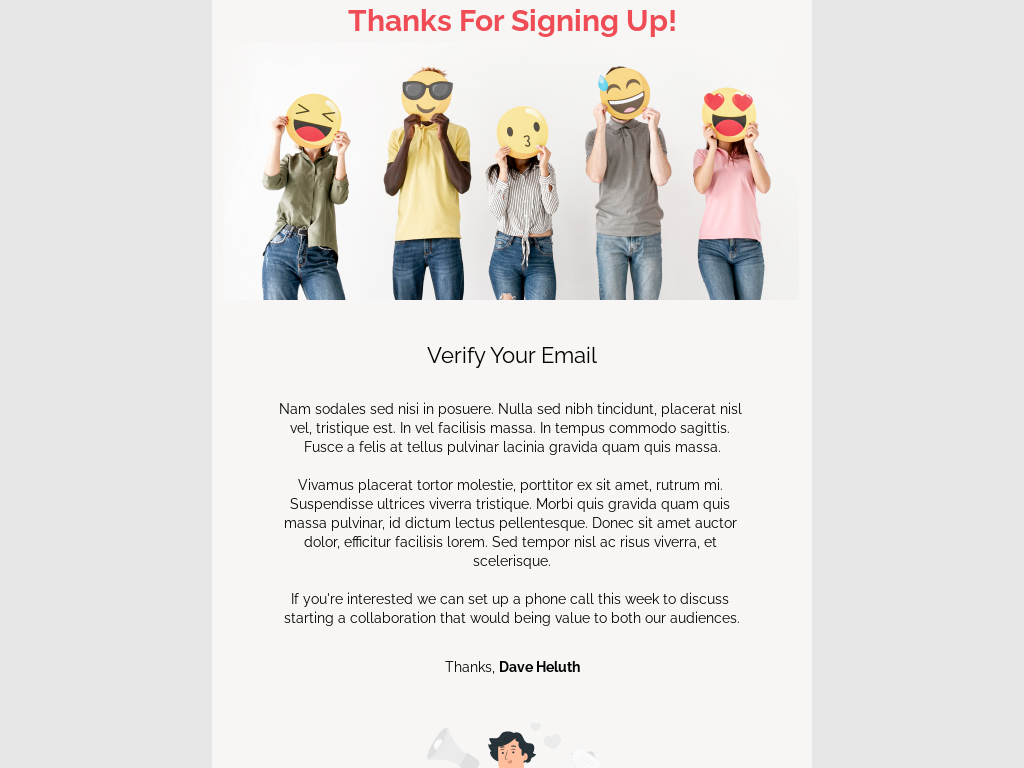 Thanks For Signing Up!
Verify Your Email
Nam sodales sed nisi in posuere. Nulla sed nibh tincidunt, placerat nisl
vel, tristique est. In vel facilisis massa. In tempus commodo sagittis.
Fusce a felis at tellus pulvinar lacinia gravida quam quis massa.
Vivamus placerat tortor molestie, porttitor ex sit amet, rutrum mi.
Suspendisse ultrices viverra tristique. Morbi quis gravida quam quis
massa pulvinar, id dictum lectus pellentesque. Donec sit amet auctor
dolor, efficitur facilisis lorem. Sed tempor nisl ac risus viverra, et
scelerisque.
If you're interested we can set up a phone call this week to discuss
starting a collaboration that would being value to both our audiences.
Thanks, Dave Heluth